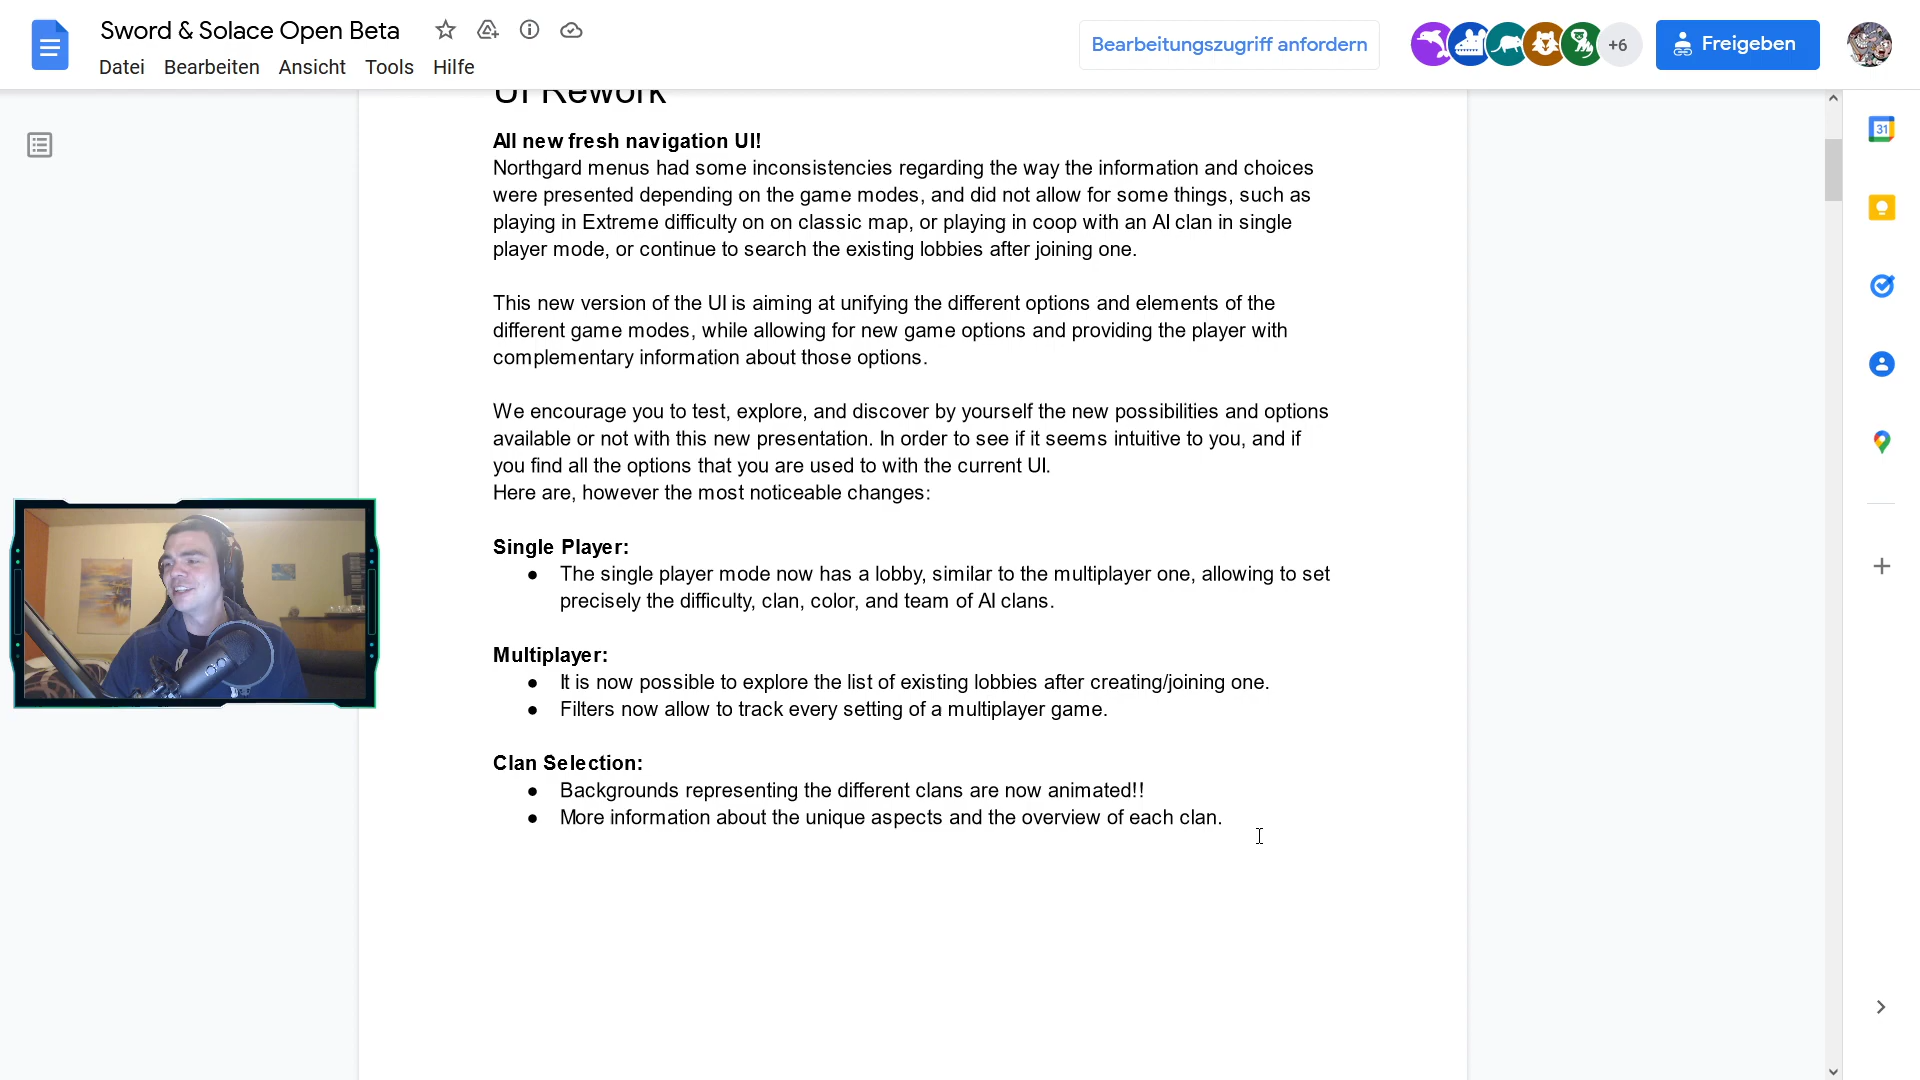 Sword & Solace Open Beta
Datei Bearbeiten Ansicht Tools Hilfe
Bearbeitungszugriff anfordern
+6
Freigeben
UI Rework
All new fresh navigation UI!
Northgard menus had some inconsistencies regarding the way the information and choices
were presented depending on the game modes, and did not allow for some things, such as
playing in Extreme difficulty on on classic map, or playing in coop with an AI clan in single
player mode, or continue to search the existing lobbies after joining one.
This new version of the UI is aiming at unifying the different options and elements of the
different game modes, while allowing for new game options and providing the player with
complementary information about those options.
We encourage you to test, explore, and discover by yourself the new possibilities and options
available or not with this new presentation. In order to see if it seems intuitive to you, and if
you find all the options that you are used to with the current UI.
Here are, however the most noticeable changes:
Single Player:
● The single player mode now has a lobby, similar to the multiplayer one, allowing to set
precisely the difficulty, clan, color, and team of AI clans.
Multiplayer:
● It is now possible to explore the list of existing lobbies after creating/joining one.
● Filters now allow to track every setting of a multiplayer game.
Clan Selection:
● Backgrounds representing the different clans are now animated!!
● More information about the unique aspects and the overview of each clan.
31